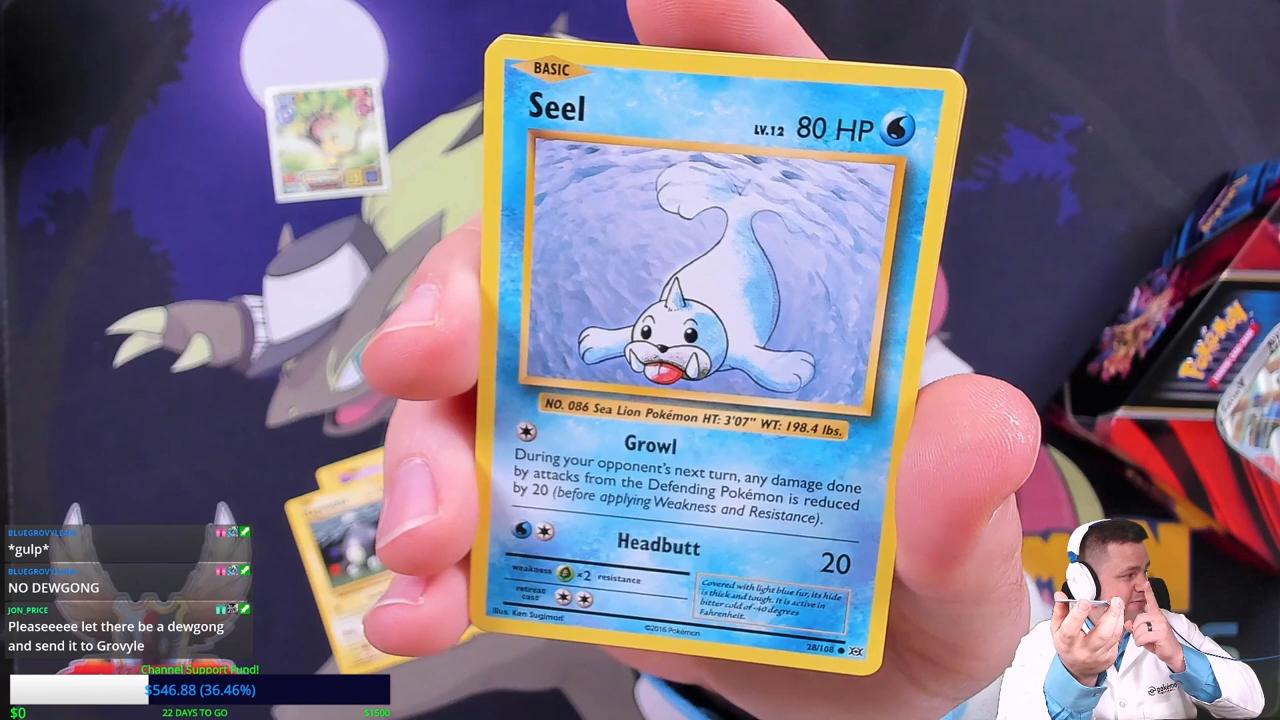 BASIC
Seel
LV.12 80 HP
NO. 086 Sea Lion Pokémon HT: 3'07" WT: 198.4 lbs.
Growl
During your opponent's next turn, any damage done
by attacks from the Defending Pokémon is reduced
by 20 (before applying Weakness and Resistance).
Headbutt 20
weakness ×2 resistance
retreat
cost
Covered with light blue fur, its hide
is thick and tough. It is active in
bitter cold of -40 degrees
Fahrenheit.
Illus. Ken Sugimori
©2016 Pokémon
28/108
Pokémon
*gulp*
NO DEWGONG
JON_PRICE
Pleaseeeee let there be a dewgong
and send it to Grovyle
Channel Support Fund!
$546.88 (36.46%)
$0 22 DAYS TO GO $1500